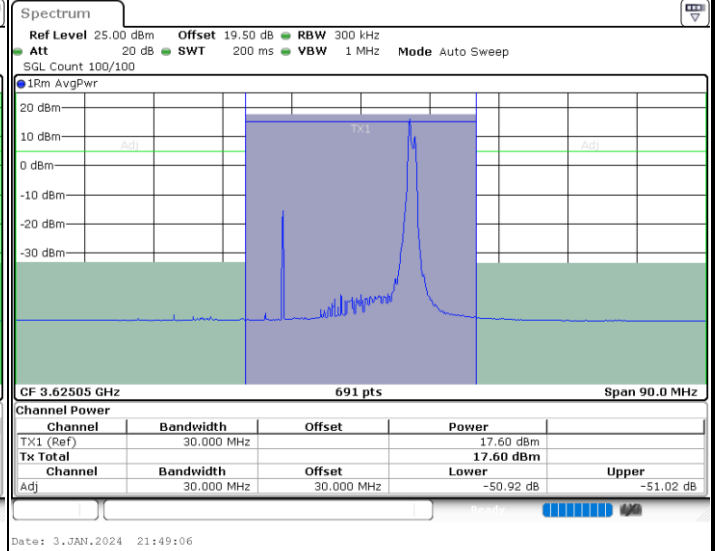 Spectrum
Ref Level 25.00 dBm Offset 19.50 dB RBW 300 kHz
Att 20 dB SWT 200 ms VBW 1 MHz Mode Auto Sweep
SGL Count 100/100
1Rm AvgPwr
20 dBm
TX1
10 dBm
Adj Adj
0 dBm
-10 dBm
-20 dBm
-30 dBm
CF 3.62505 GHz 691 pts Span 90.0 MHz
Channel Power
Channel Bandwidth Offset Power
TX1 (Ref) 30.000 MHz 17.60 dBm
Tx Total 17.60 dBm
Channel Bandwidth Offset Lower Upper
Adj 30.000 MHz 30.000 MHz -50.92 dB -51.02 dB
Ready
Date: 3.JAN.2024 21:49:06